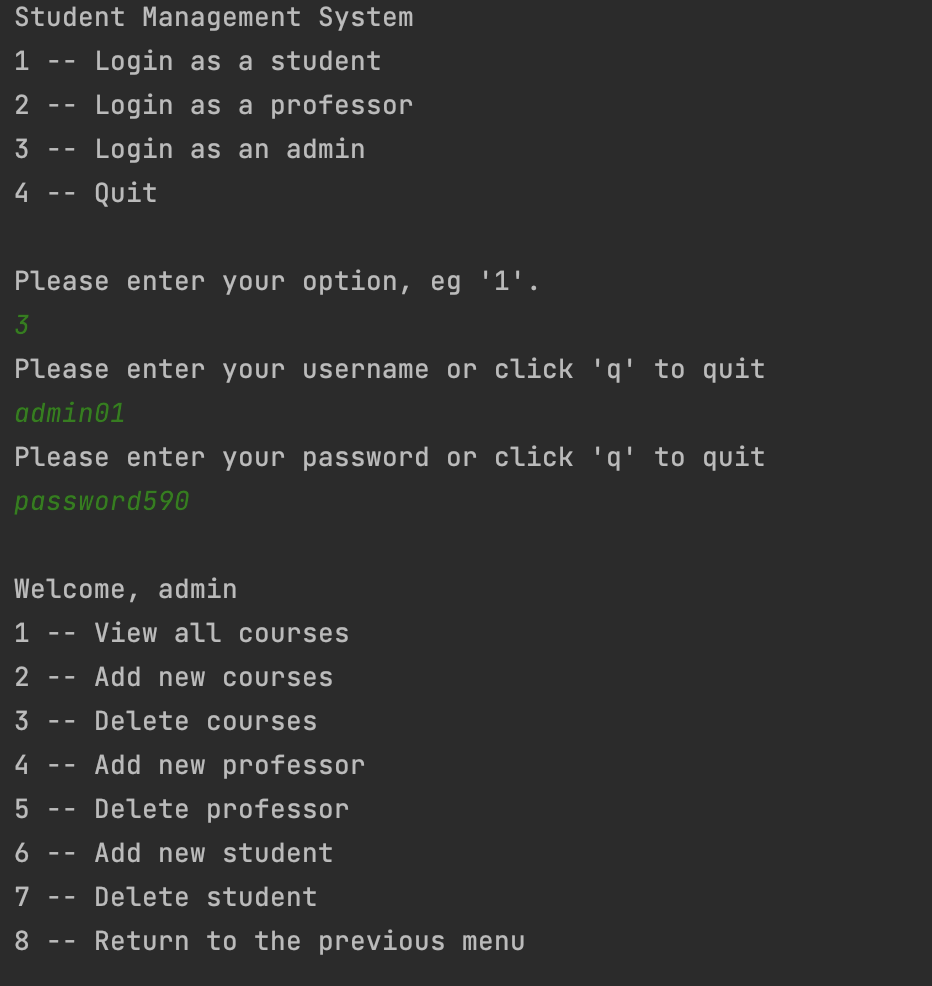 Student Management System
1 -- Login as a student
2 -- Login as a professor
3 -- Login as an admin
4 -- Quit
Please enter your option, eg '1'.
3
Please enter your username or click 'q' to quit
admin01
Please enter your password or click 'q' to quit
password590
Welcome, admin
1 -- View all courses
2 -- Add new courses
3 -- Delete courses
4 -- Add new professor
5 -- Delete professor
6 -- Add new student
7 -- Delete student
8 -- Return to the previous menu